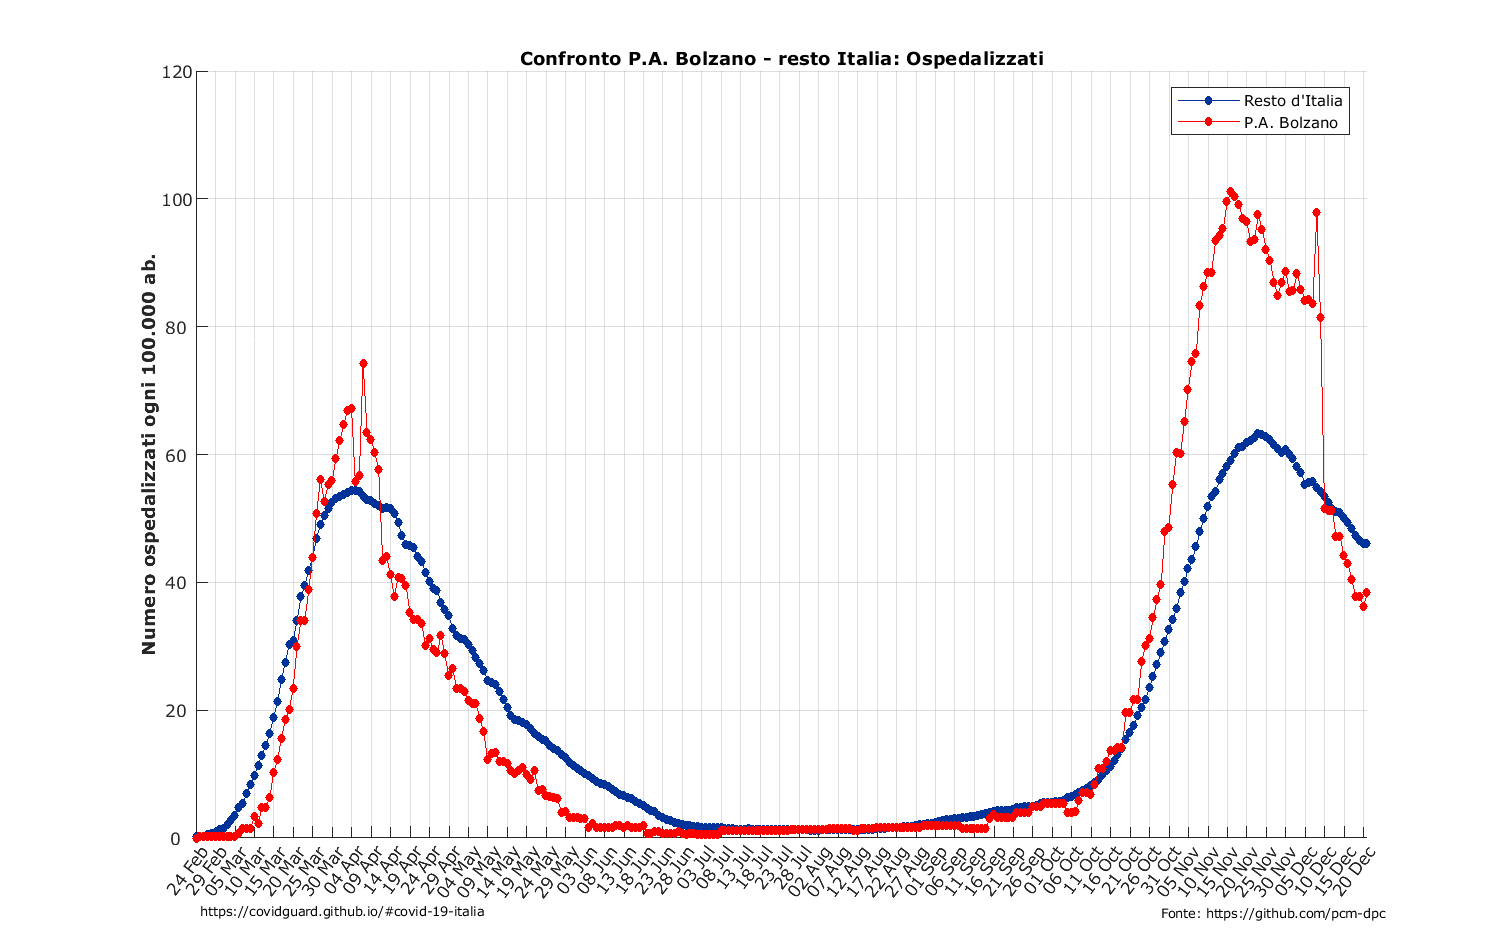 Confronto P.A. Bolzano - resto Italia: Ospedalizzati
Resto d'Italia
P.A. Bolzano
Numero ospedalizzati ogni 100.000 ab.
120
100
80
60
40
20
0
24 Feb
29 Feb
05 Mar
10 Mar
15 Mar
20 Mar
25 Mar
30 Mar
04 Apr
09 Apr
14 Apr
19 Apr
24 Apr
29 Apr
04 May
09 May
14 May
19 May
24 May
29 May
03 Jun
08 Jun
13 Jun
18 Jun
23 Jun
28 Jun
03 Jul
08 Jul
13 Jul
18 Jul
23 Jul
28 Jul
02 Aug
07 Aug
12 Aug
17 Aug
22 Aug
27 Aug
01 Sep
06 Sep
11 Sep
16 Sep
21 Sep
26 Sep
01 Oct
06 Oct
11 Oct
16 Oct
21 Oct
26 Oct
31 Oct
05 Nov
10 Nov
15 Nov
20 Nov
25 Nov
30 Nov
05 Dec
10 Dec
15 Dec
20 Dec
https://covidguard.github.io/#covid-19-italia
Fonte: https://github.com/pcm-dpc